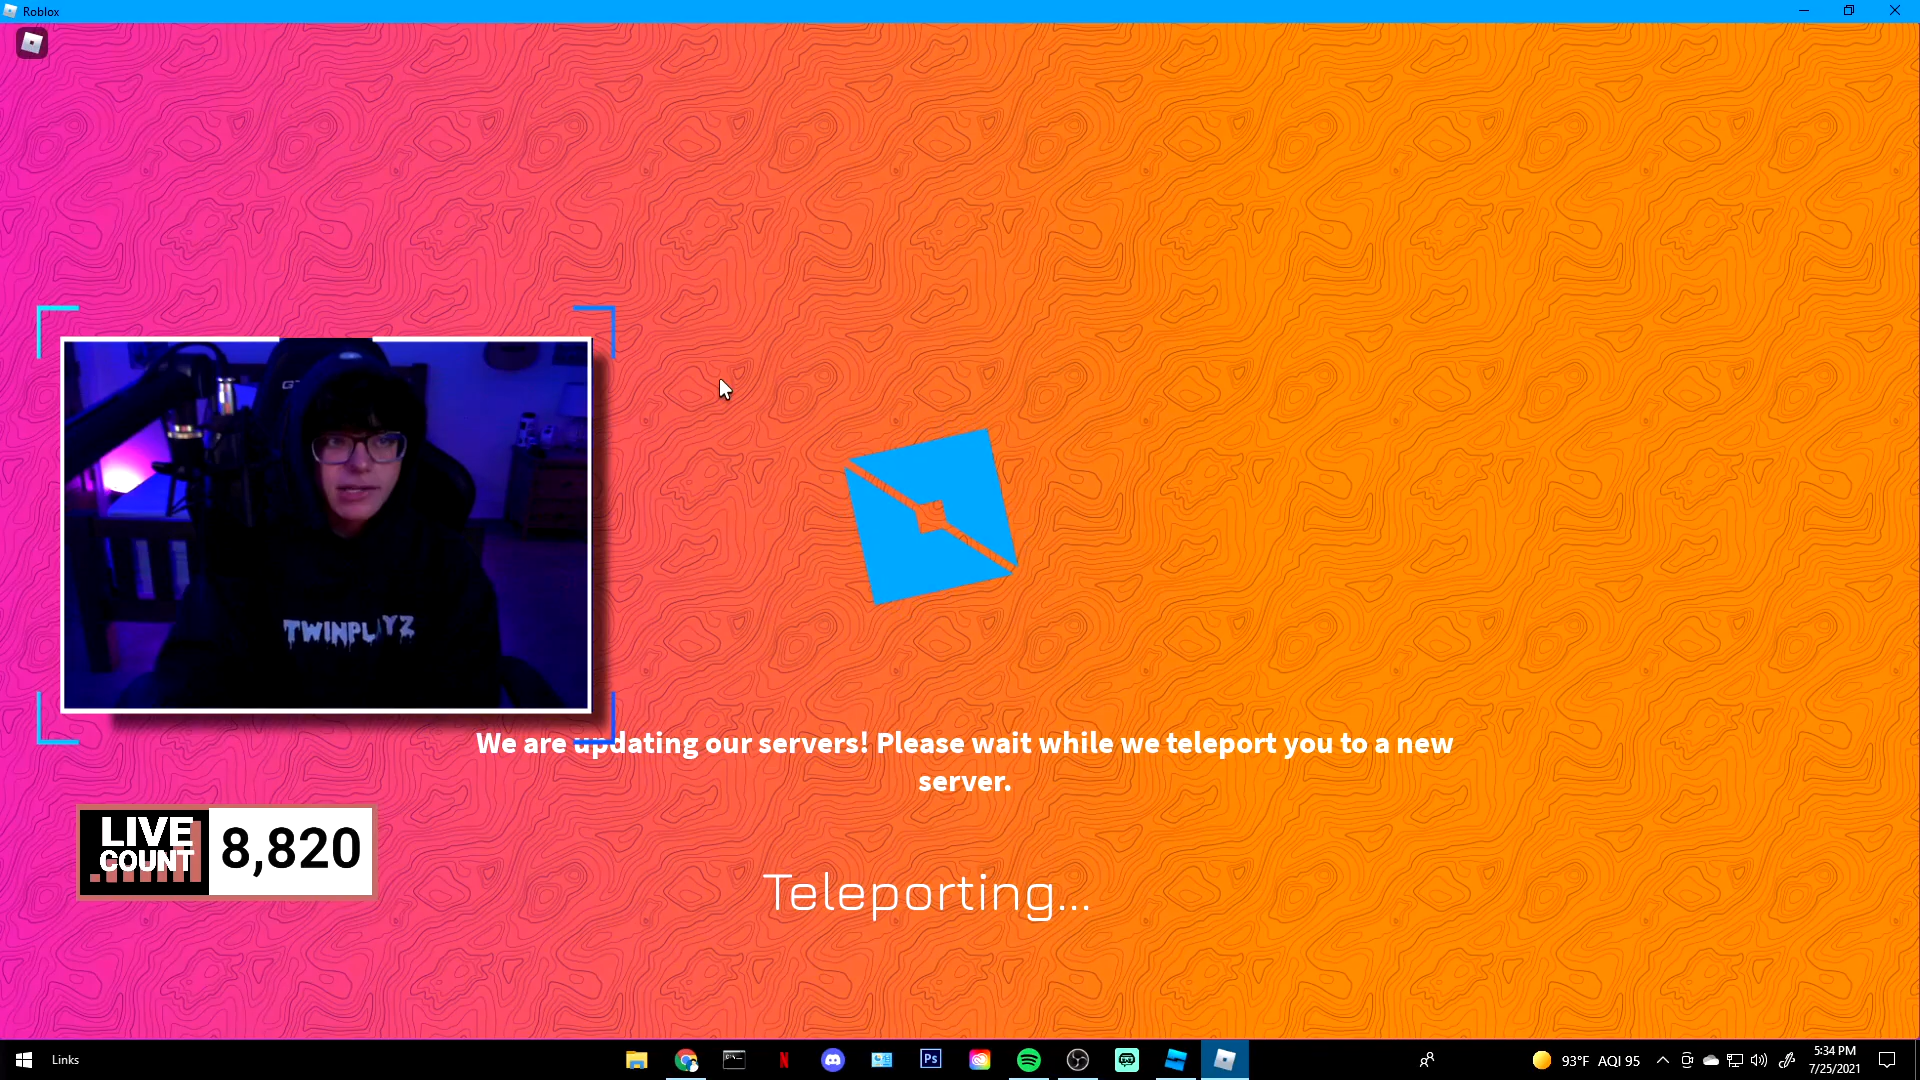 Roblox
TWINPLAYZ
We are updating our servers! Please wait while we teleport you to a new
server.
LIVE
COUNT
8,820
Teleporting...
Links
Ps
93°F AQI 95
5:34 PM
7/25/2021